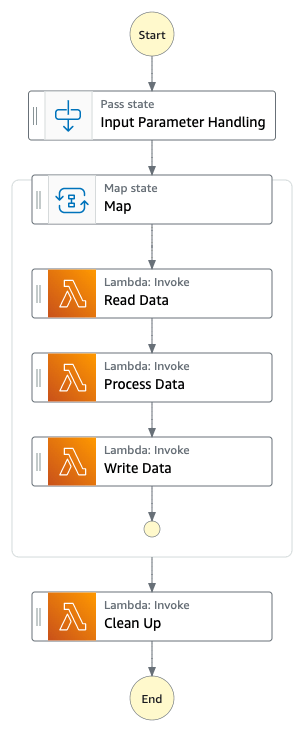 Start
Pass state
Input Parameter Handling
Map state
Map
Lambda: Invoke
Read Data
Lambda: Invoke
Process Data
Lambda: Invoke
Write Data
Lambda: Invoke
Clean Up
End